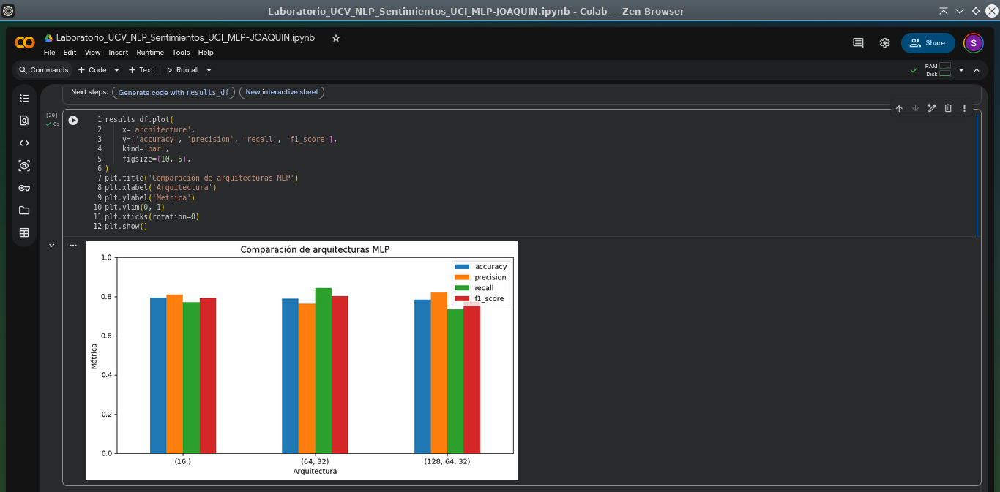 Laboratorio_UCV_NLP_Sentimientos_UCI_MLP-JOAQUIN.ipynb - Colab — Zen Browser
Laboratorio_UCV_NLP_Sentimientos_UCI_MLP-JOAQUIN.ipynb
File Edit View Insert Runtime Tools Help
Share
S
Commands + Code + Text Run all
RAM
Disk
Next steps: Generate code with results_df New interactive sheet
[20]
0s
1 results_df.plot(
2 x='architecture',
3 y=['accuracy', 'precision', 'recall', 'f1_score'],
4 kind='bar',
5 figsize=(10, 5),
6 )
7 plt.title('Comparación de arquitecturas MLP')
8 plt.xlabel('Arquitectura')
9 plt.ylabel('Métrica')
10 plt.ylim(0, 1)
11 plt.xticks(rotation=0)
12 plt.show()
Comparación de arquitecturas MLP
1.0
0.8
0.6
0.4
0.2
0.0
Métrica
accuracy
precision
recall
f1_score
(16,) (64, 32) (128, 64, 32)
Arquitectura